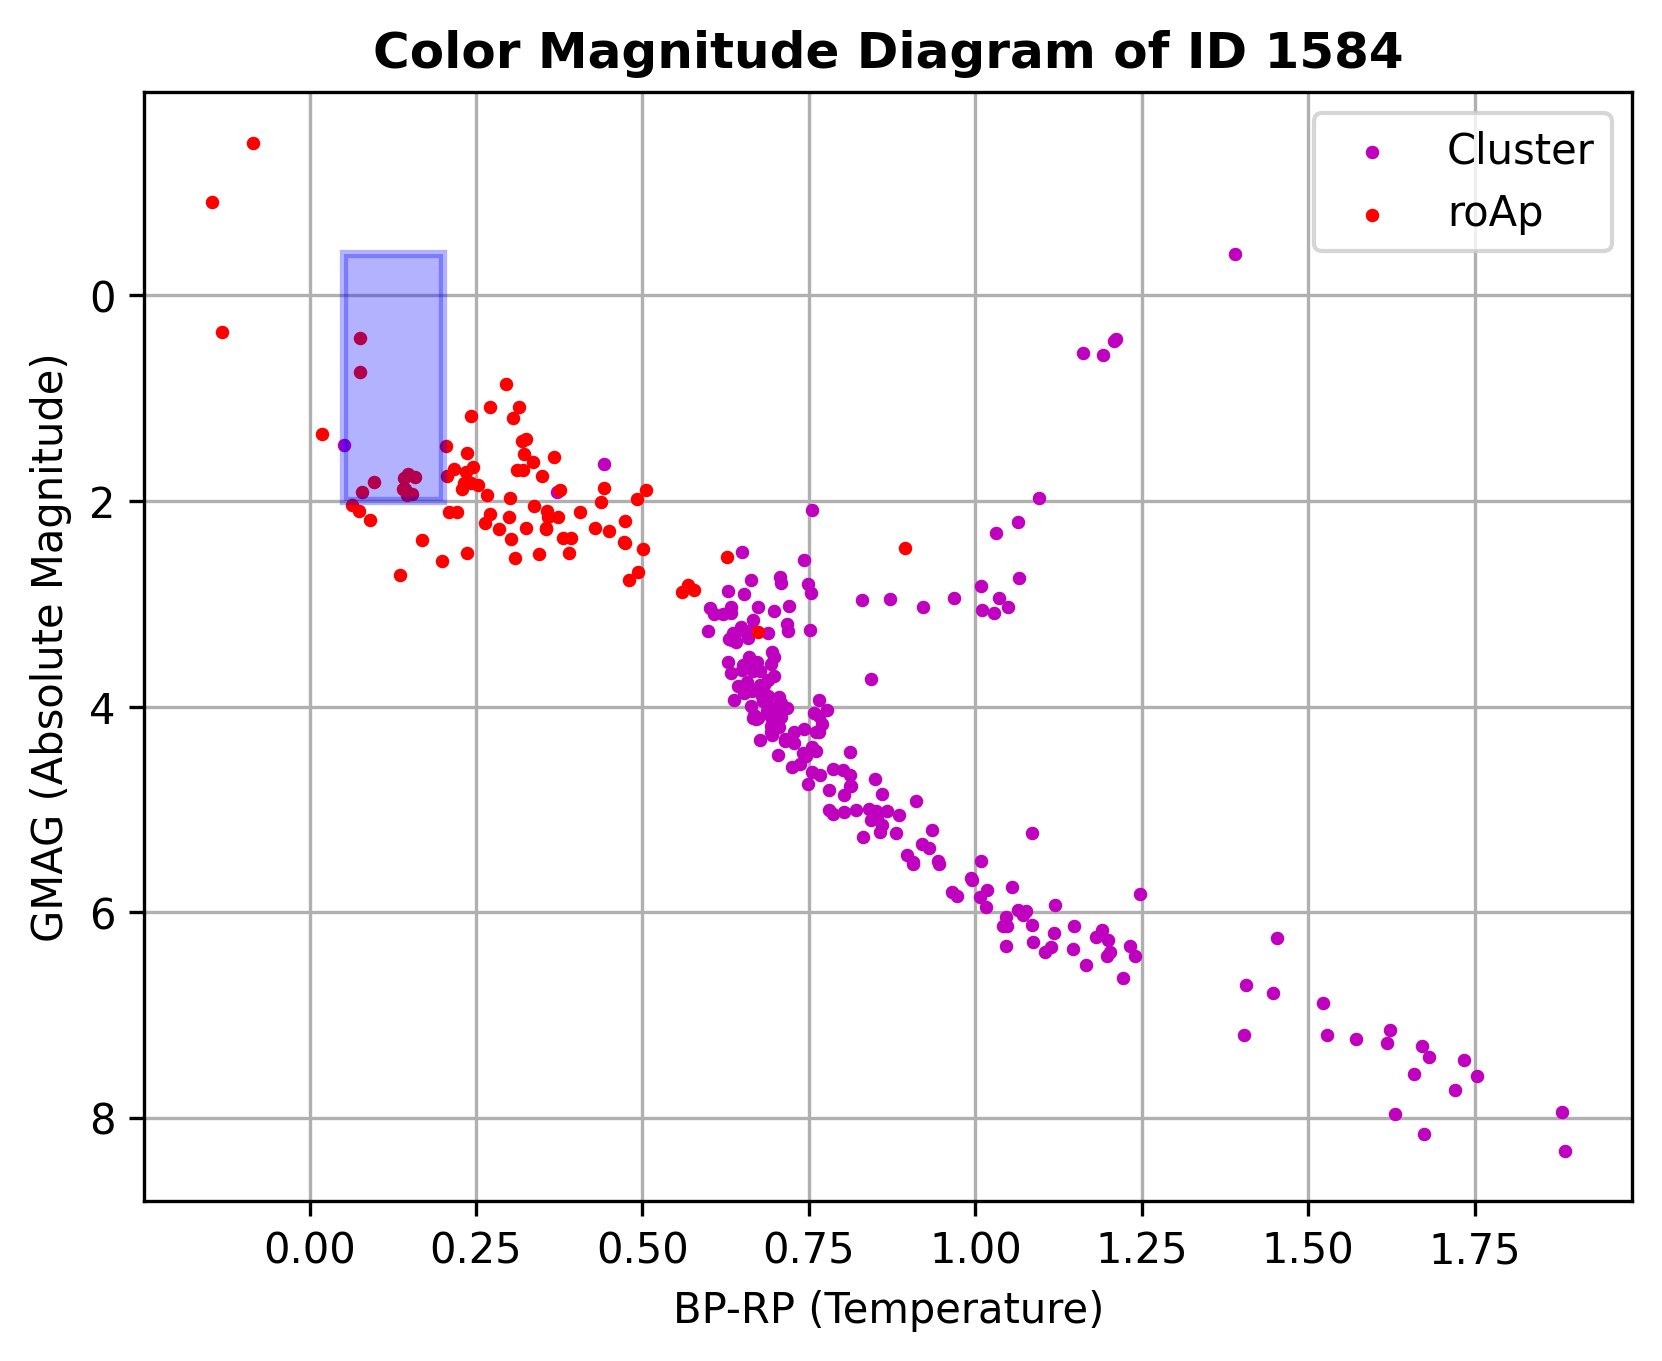 Color Magnitude Diagram of ID 1584
Cluster
roAp
GMAG (Absolute Magnitude)
0
2
4
6
8
0.00 0.25 0.50 0.75 1.00 1.25 1.50 1.75
BP-RP (Temperature)